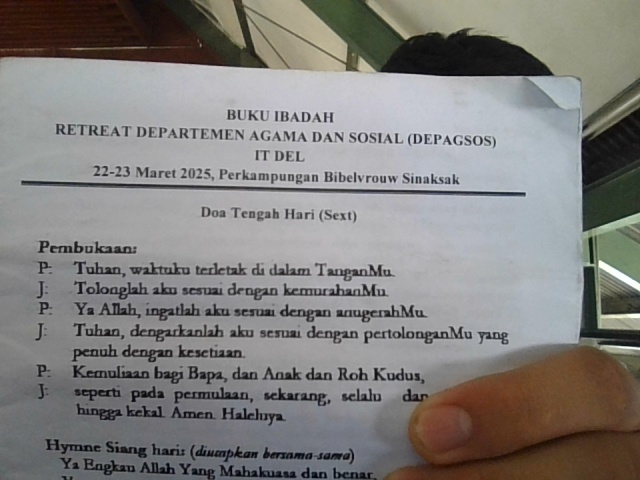 BUKU IBADAH
RETREAT DEPARTEMEN AGAMA DAN SOSIAL (DEPAGSOS)
IT DEL
22-23 Maret 2025, Perkampungan Bibelvrouw Sinaksak
Doa Tengah Hari (Sext)
Pembukaan:
P: Tuhan, waktuku terletak di dalam TanganMu.
J: Tolonglah aku sesuai dengan kemurahanMu.
P: Ya Allah, ingatlah aku sesuai dengan anugerahMu.
J: Tuhan, dengarkanlah aku sesuai dengan pertolonganMu yang
penuh dengan kesetiaan.
P: Kemuliaan bagi Bapa, dan Anak dan Roh Kudus,
J: seperti pada permulaan, sekarang, selalu dan
hingga kekal. Amen. Haleluya.
Hymne Siang hari: (diucapkan bersama-sama)
Ya Engkau Allah Yang Mahakuasa dan benar,